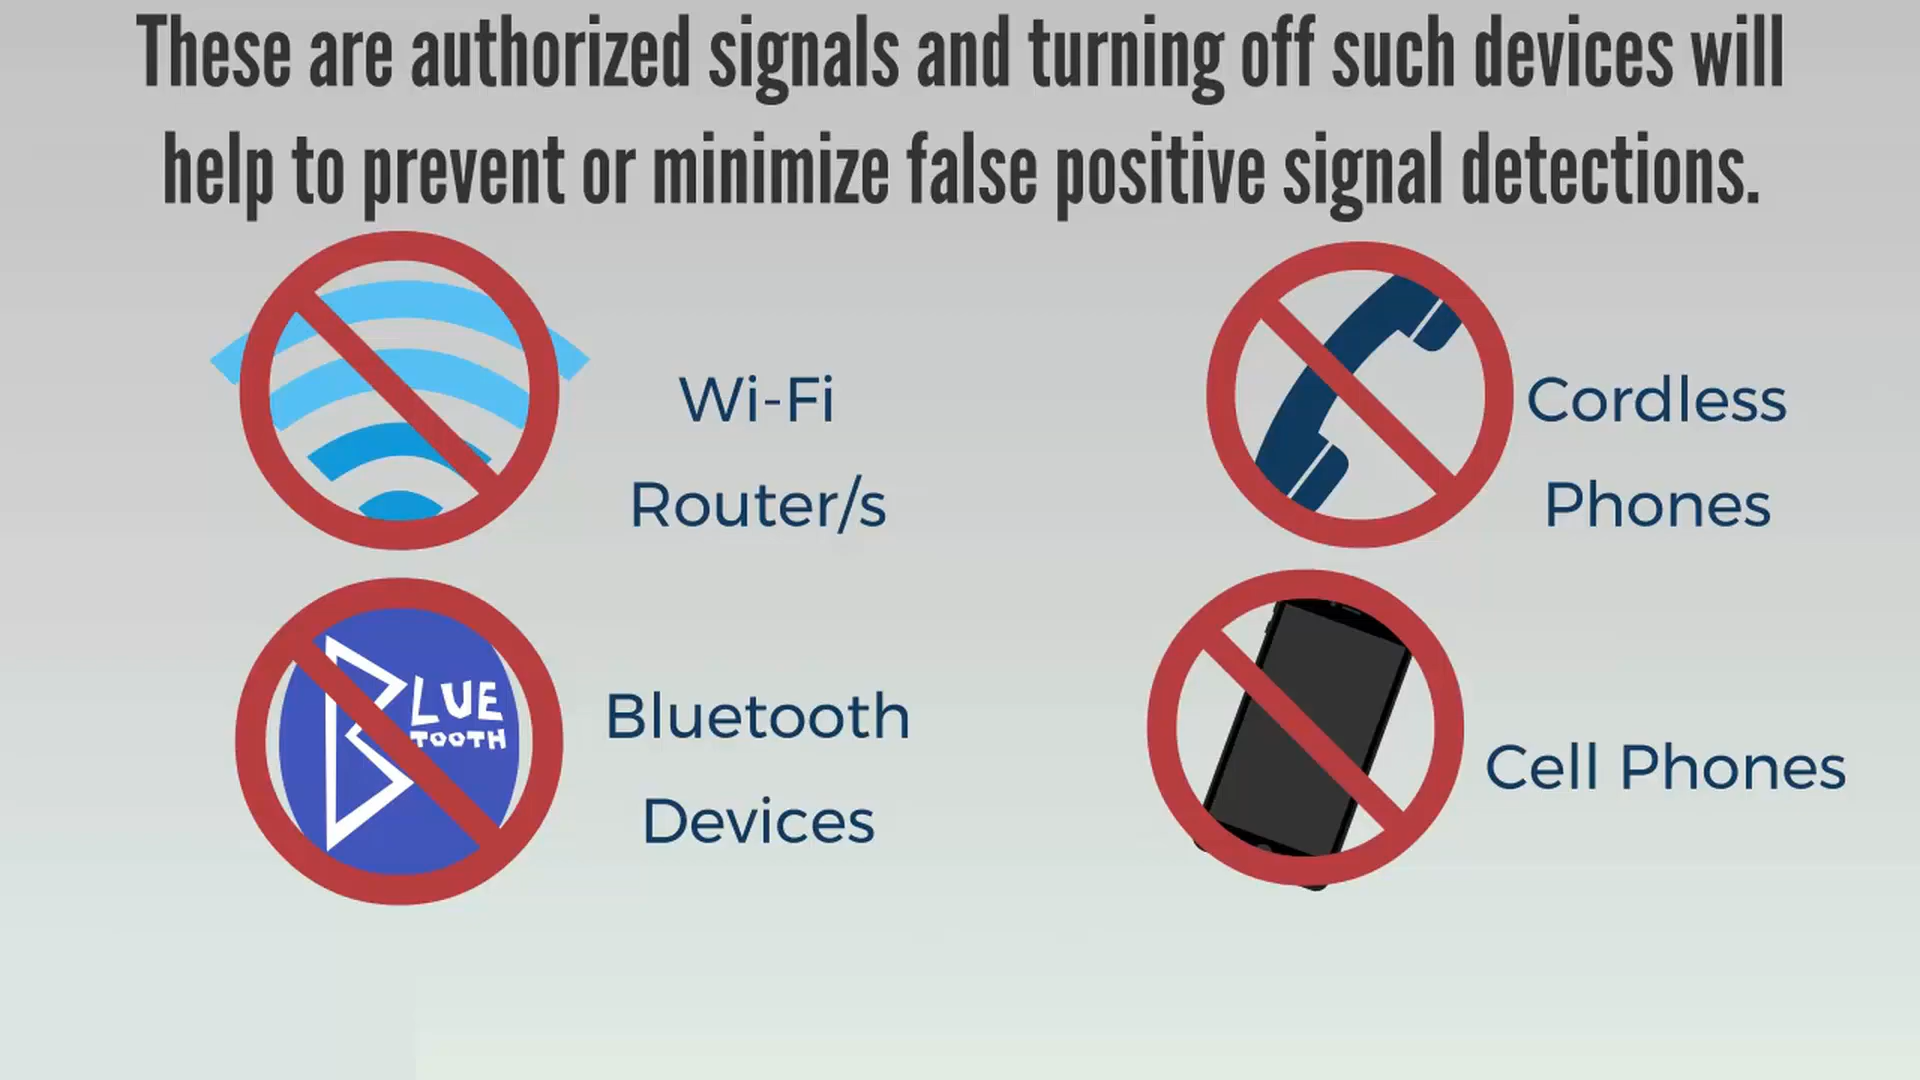 These are authorized signals and turning off such devices will
help to prevent or minimize false positive signal detections.
Wi-Fi
Router/s
Cordless
Phones
LUE
TOOTH
Bluetooth
Devices
Cell Phones